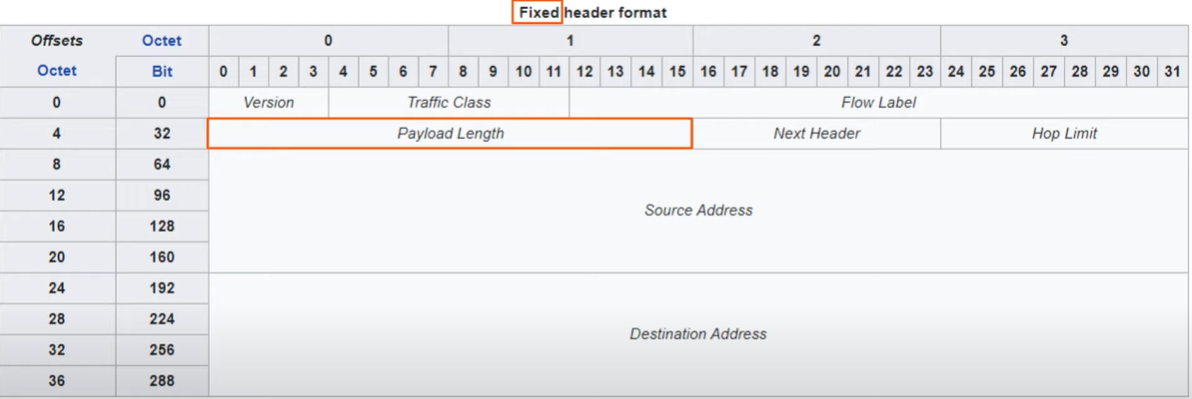 Fixed header format
Offsets Octet 0 1 2 3
Octet Bit 0 1 2 3 4 5 6 7 8 9 10 11 12 13 14 15 16 17 18 19 20 21 22 23 24 25 26 27 28 29 30 31
0 0 Version Traffic Class Flow Label
4 32 Payload Length Next Header Hop Limit
8 64
12 96
Source Address
16 128
20 160
24 192
28 224
Destination Address
32 256
36 288